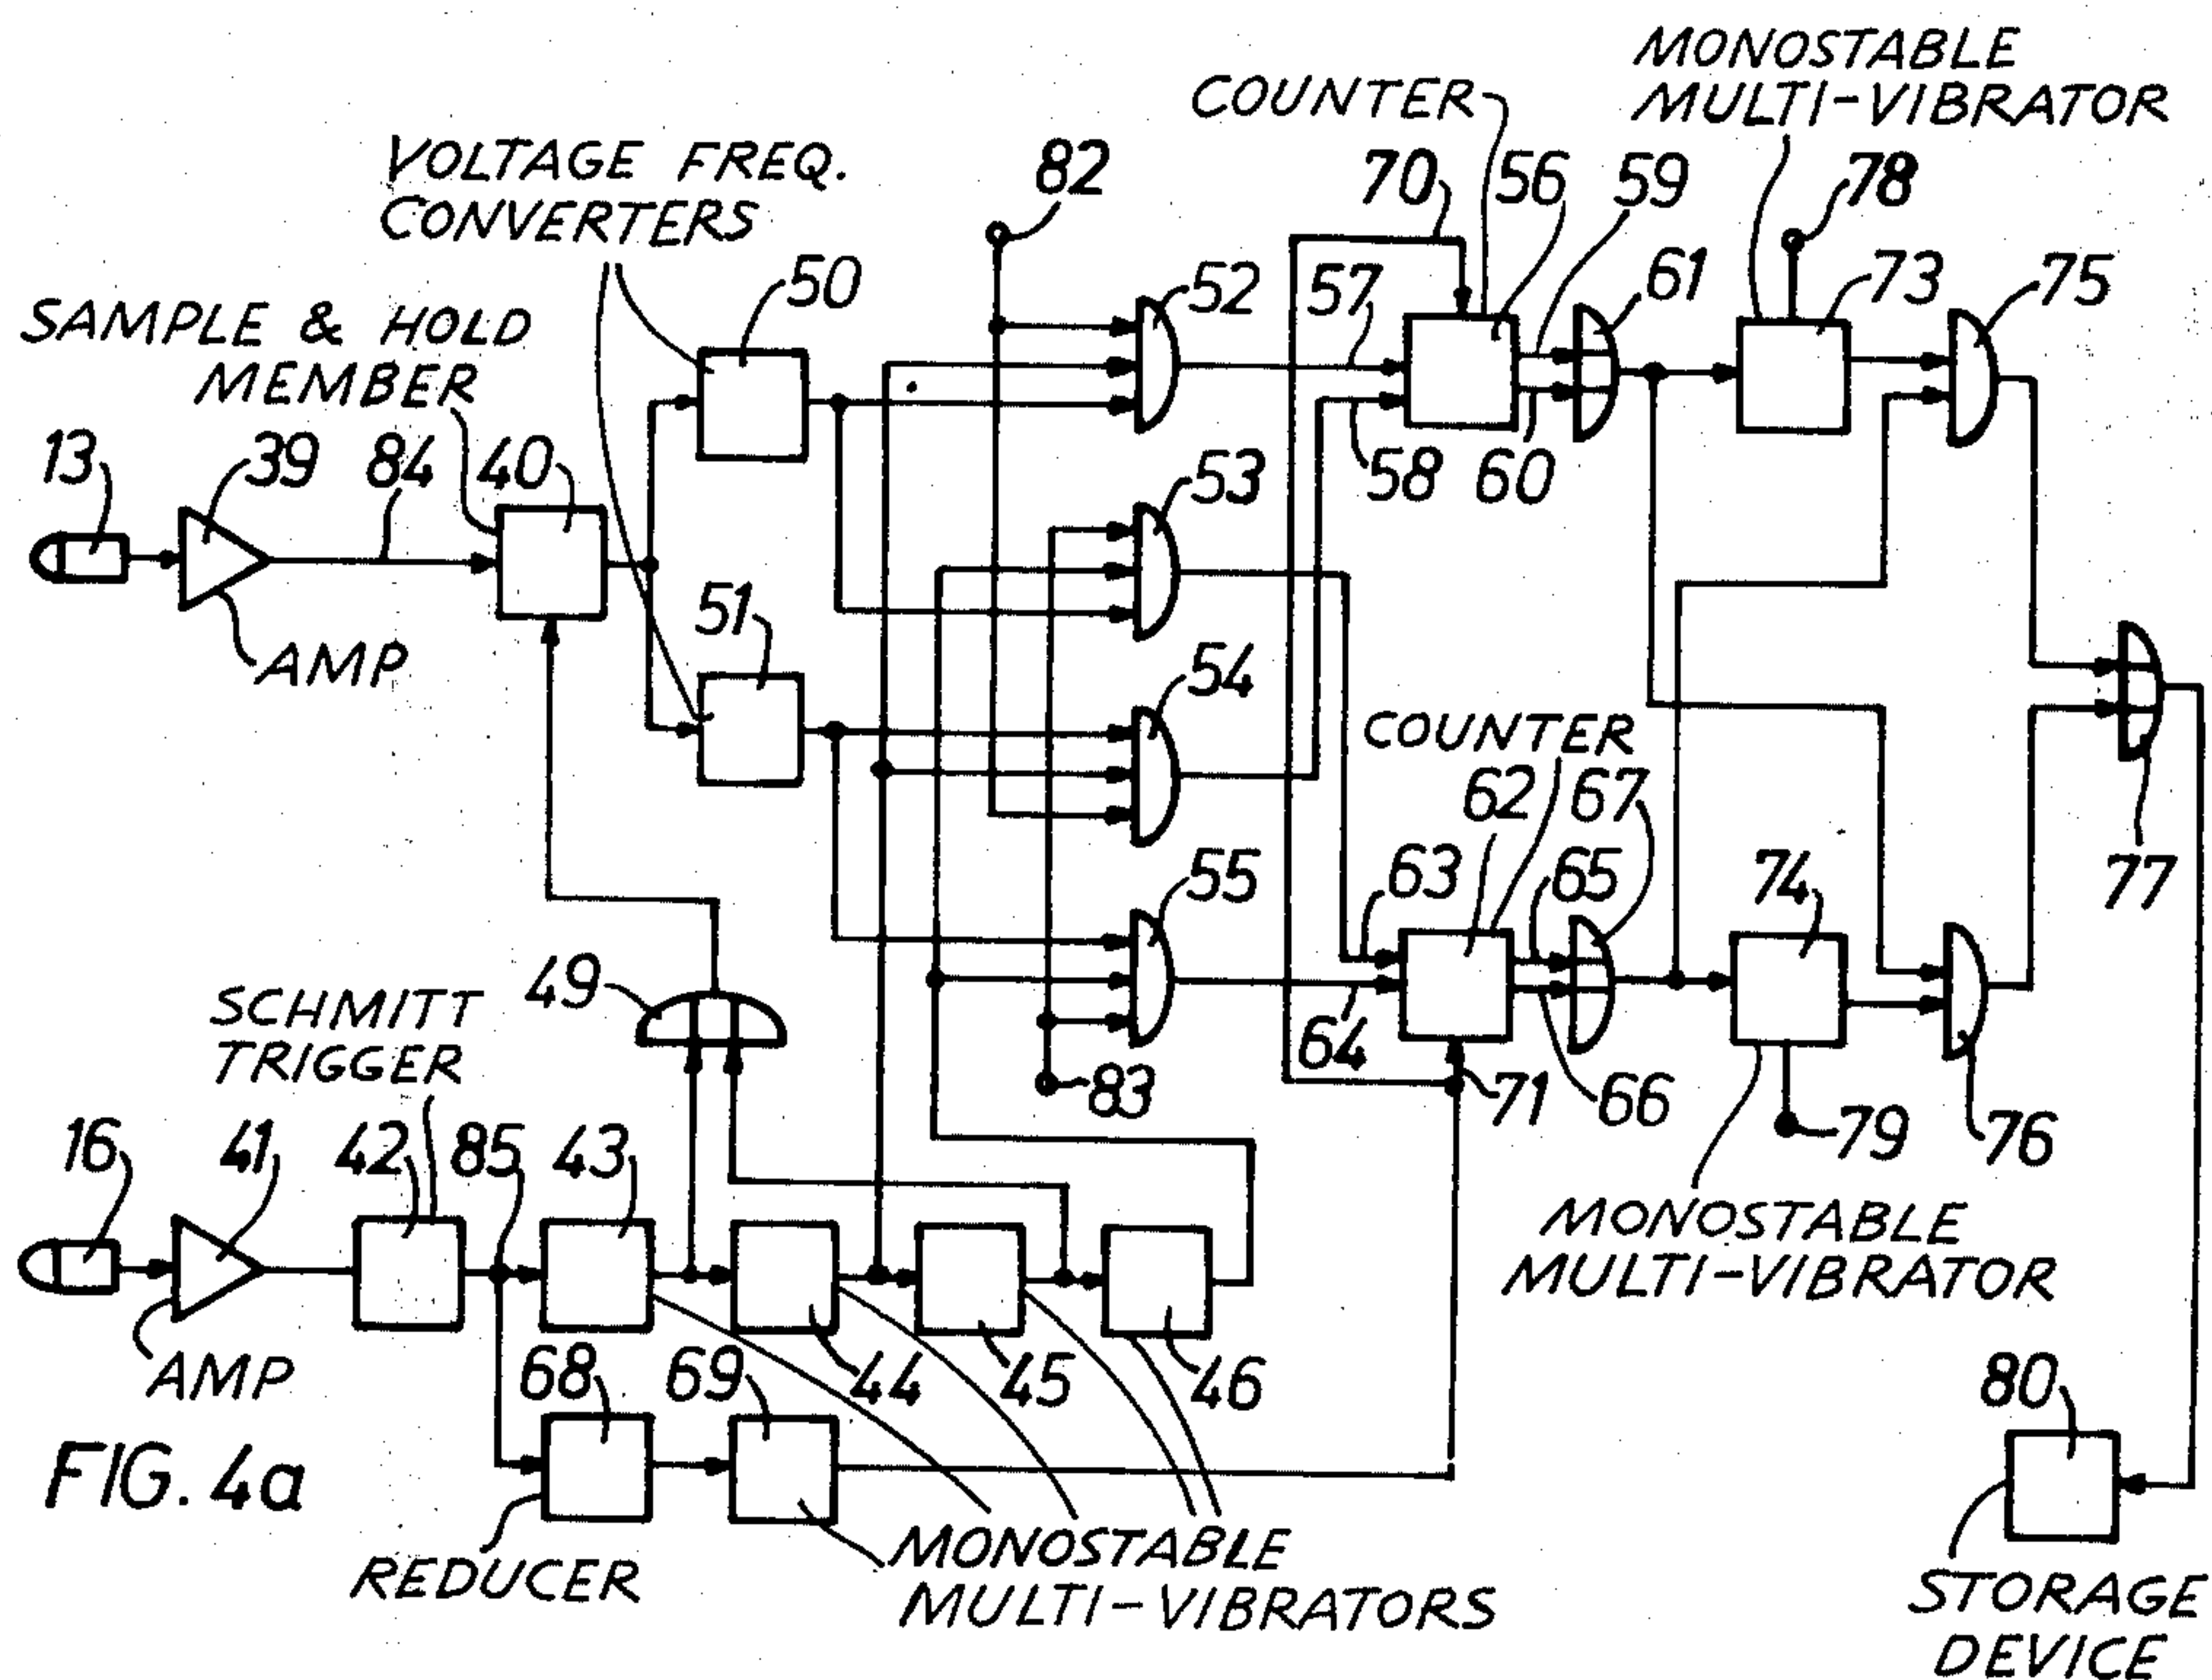 MONOSTABLE
MULTI-VIBRATOR
COUNTER
VOLTAGE FREQ.
CONVERTERS
82
70
56
59
78
50
52
57
61
73
75
SAMPLE & HOLD
MEMBER
13
39
84
40
53
58
60
AMP
51
54
COUNTER
62
67
77
55
63
65
74
SCHMITT
TRIGGER
49
64
83
71
66
79
76
16
41
42
85
43
MONOSTABLE
MULTI-VIBRATOR
AMP
68
69
44
45
46
80
FIG. 4a
REDUCER
MONOSTABLE
MULTI-VIBRATORS
STORAGE
DEVICE